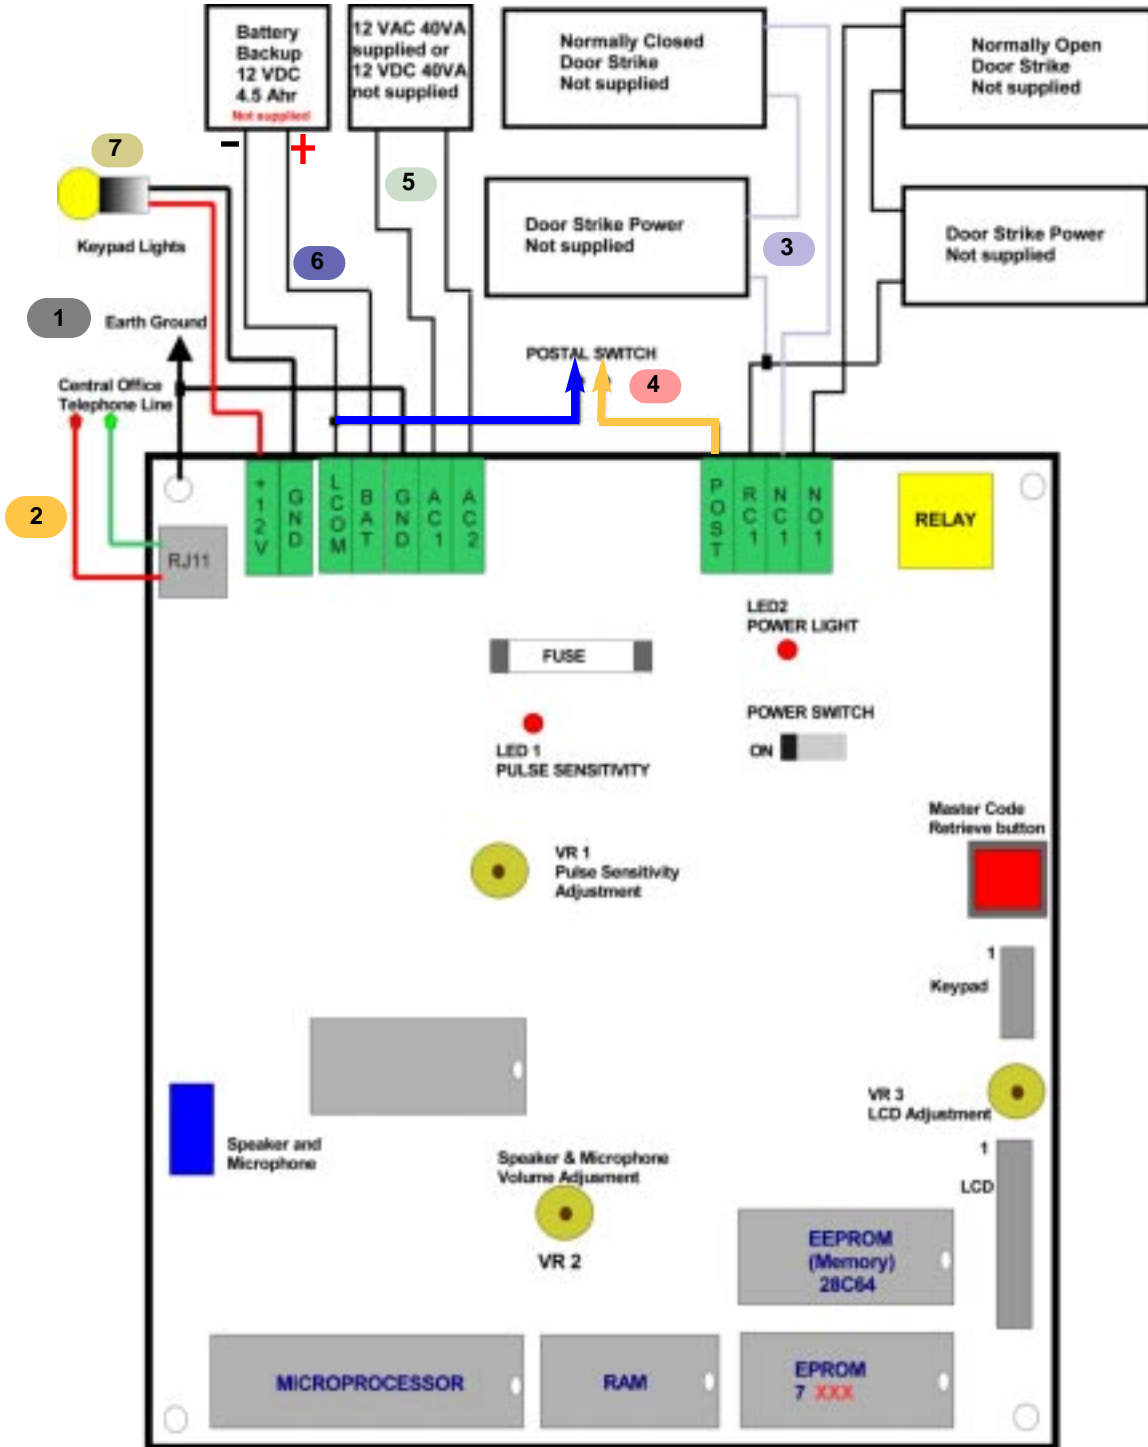 Battery
Backup
12 VDC
4.5 Ahr
Not supplied
12 VAC 40VA
supplied or
12 VDC 40VA
not supplied
Normally Closed
Door Strike
Not supplied
Normally Open
Door Strike
Not supplied
- +
7
5
Keypad Lights
Door Strike Power
Not supplied
3
Door Strike Power
Not supplied
6
1
Earth Ground
POSTAL SWITCH
4
Central Office
Telephone Line
2
RJ11
+12V
GND
LCOM
BAT
GND
AC1
AC2
POST
RC1
NC1
NO1
RELAY
LED2
POWER LIGHT
FUSE
POWER SWITCH
ON
LED 1
PULSE SENSITIVITY
Master Code
Retrieve button
VR 1
Pulse Sensitivity
Adjustment
1
Keypad
VR 3
LCD Adjustment
Speaker and
Microphone
Speaker & Microphone
Volume Adjusment
VR 2
1
LCD
EEPROM
(Memory)
28C64
MICROPROCESSOR
RAM
EPROM
7 XXX